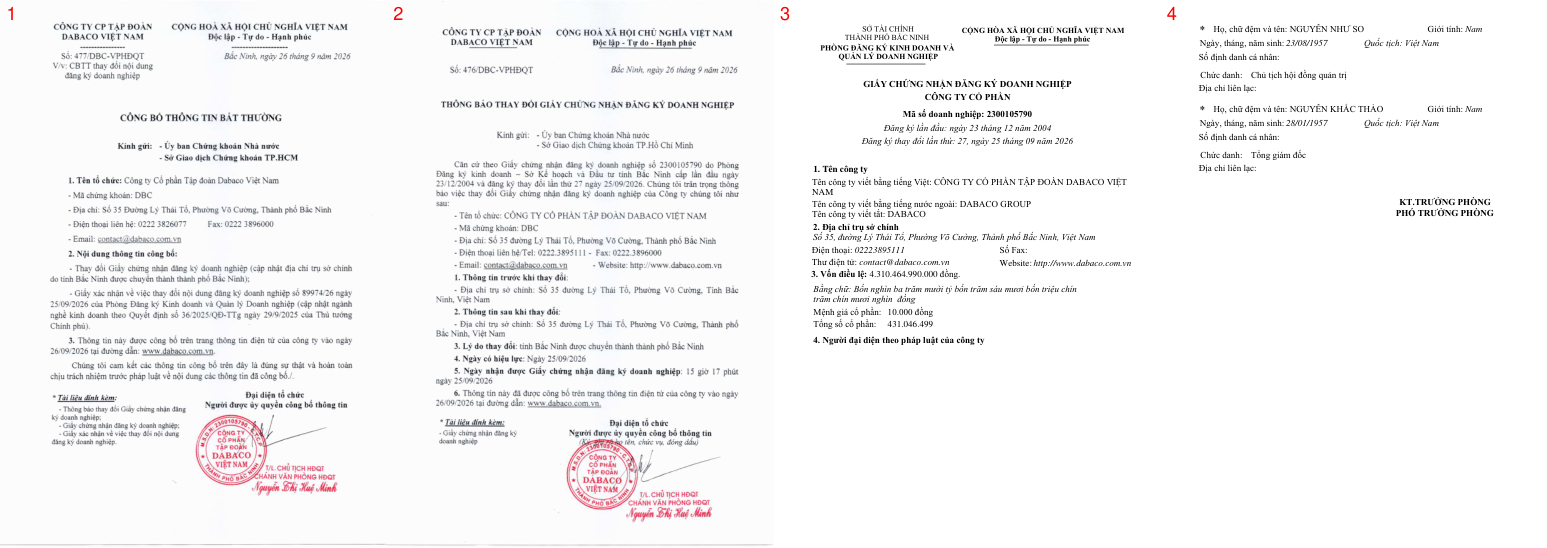 1
CÔNG TY CP TẬP ĐOÀN
DABACO VIỆT NAM
CỘNG HOÀ XÃ HỘI CHỦ NGHĨA VIỆT NAM
Độc lập - Tự do - Hạnh phúc
Số: 477/DBC-VPHĐQT
V/v: CBTT thay đổi nội dung
đăng ký doanh nghiệp
Bắc Ninh, ngày 26 tháng 9 năm 2026
CÔNG BỐ THÔNG TIN BẤT THƯỜNG
Kính gửi: - Ủy ban Chứng khoán Nhà nước
- Sở Giao dịch Chứng khoán TP.HCM
1. Tên tổ chức: Công ty Cổ phần Tập đoàn Dabaco Việt Nam
- Mã chứng khoán: DBC
- Địa chỉ: Số 35 Đường Lý Thái Tổ, Phường Võ Cường, Thành phố Bắc Ninh
- Điện thoại liên hệ: 0222 3826077 Fax: 0222 3896000
- Email: contact@dabaco.com.vn
2. Nội dung thông tin công bố:
- Thay đổi Giấy chứng nhận đăng ký doanh nghiệp (cập nhật địa chỉ trụ sở chính
do tỉnh Bắc Ninh được chuyển thành thành phố Bắc Ninh);
- Giấy xác nhận về việc thay đổi nội dung đăng ký doanh nghiệp số 89974/26 ngày
25/09/2026 của Phòng Đăng ký Kinh doanh và Quản lý Doanh nghiệp (cập nhật ngành
nghề kinh doanh theo Quyết định số 36/2025/QĐ-TTg ngày 29/9/2025 của Thủ tướng
Chính phủ).
3. Thông tin này được công bố trên trang thông tin điện tử của công ty vào ngày
26/09/2026 tại đường dẫn: www.dabaco.com.vn.
Chúng tôi cam kết các thông tin công bố trên đây là đúng sự thật và hoàn toàn
chịu trách nhiệm trước pháp luật về nội dung các thông tin đã công bố./.
* Tài liệu đính kèm:
- Thông báo thay đổi Giấy chứng nhận đăng
ký doanh nghiệp;
- Giấy chứng nhận đăng ký doanh nghiệp;
- Giấy xác nhận về việc thay đổi nội dung
đăng ký doanh nghiệp.
Đại diện tổ chức
Người được ủy quyền công bố thông tin
M.S.D.N: 2300105790 - C.T.C.P
CÔNG TY
CỔ PHẦN
TẬP ĐOÀN
DABACO
VIỆT NAM
THÀNH PHỐ BẮC NINH
T/L. CHỦ TỊCH HĐQT
CHÁNH VĂN PHÒNG HĐQT
Nguyễn Thị Huệ Minh
2
CÔNG TY CP TẬP ĐOÀN
DABACO VIỆT NAM
CỘNG HOÀ XÃ HỘI CHỦ NGHĨA VIỆT NAM
Độc lập - Tự do - Hạnh phúc
Số: 476/DBC-VPHĐQT
Bắc Ninh, ngày 26 tháng 9 năm 2026
THÔNG BÁO THAY ĐỔI GIẤY CHỨNG NHẬN ĐĂNG KÝ DOANH NGHIỆP
Kính gửi: - Ủy ban Chứng khoán Nhà nước
- Sở Giao dịch Chứng khoán TP.Hồ Chí Minh
Căn cứ theo Giấy chứng nhận đăng ký doanh nghiệp số 2300105790 do Phòng
Đăng ký kinh doanh – Sở Kế hoạch và Đầu tư tỉnh Bắc Ninh cấp lần đầu ngày
23/12/2004 và đăng ký thay đổi lần thứ 27 ngày 25/09/2026. Chúng tôi trân trọng thông
báo việc thay đổi Giấy chứng nhận đăng ký doanh nghiệp của Công ty chúng tôi như
sau:
- Tên tổ chức: CÔNG TY CỔ PHẦN TẬP ĐOÀN DABACO VIỆT NAM
- Mã chứng khoán: DBC
- Địa chỉ: Số 35 đường Lý Thái Tổ, Phường Võ Cường, Thành phố Bắc Ninh
- Điện thoại liên hệ/Tel: 0222.3895111 - Fax: 0222.3896000
- Email: contact@dabaco.com.vn - Website: http://www.dabaco.com.vn
1. Thông tin trước khi thay đổi:
- Địa chỉ trụ sở chính: Số 35 đường Lý Thái Tổ, Phường Võ Cường, Tỉnh Bắc
Ninh, Việt Nam
2. Thông tin sau khi thay đổi:
- Địa chỉ trụ sở chính: Số 35 đường Lý Thái Tổ, Phường Võ Cường, Thành phố
Bắc Ninh, Việt Nam
3. Lý do thay đổi: tỉnh Bắc Ninh được chuyển thành thành phố Bắc Ninh
4. Ngày có hiệu lực: Ngày 25/09/2026
5. Ngày nhận được Giấy chứng nhận đăng ký doanh nghiệp: 15 giờ 17 phút
ngày 25/09/2026
6. Thông tin này đã được công bố trên trang thông tin điện tử của công ty vào ngày
26/09/2026 tại đường dẫn: www.dabaco.com.vn.
* Tài liệu đính kèm:
- Giấy chứng nhận đăng ký
doanh nghiệp
Đại diện tổ chức
Người được ủy quyền công bố thông tin
(Ký, ghi rõ họ tên, chức vụ, đóng dấu)
M.S.D.N: 2300105790 - C.T.C.P
CÔNG TY
CỔ PHẦN
TẬP ĐOÀN
DABACO
VIỆT NAM
THÀNH PHỐ BẮC NINH
T/L. CHỦ TỊCH HĐQT
CHÁNH VĂN PHÒNG HĐQT
Nguyễn Thị Huệ Minh
3
SỞ TÀI CHÍNH
THÀNH PHỐ BẮC NINH
PHÒNG ĐĂNG KÝ KINH DOANH VÀ
QUẢN LÝ DOANH NGHIỆP
CỘNG HÒA XÃ HỘI CHỦ NGHĨA VIỆT NAM
Độc lập - Tự do - Hạnh phúc
GIẤY CHỨNG NHẬN ĐĂNG KÝ DOANH NGHIỆP
CÔNG TY CỔ PHẦN
Mã số doanh nghiệp: 2300105790
Đăng ký lần đầu: ngày 23 tháng 12 năm 2004
Đăng ký thay đổi lần thứ: 27, ngày 25 tháng 09 năm 2026
1. Tên công ty
Tên công ty viết bằng tiếng Việt: CÔNG TY CỔ PHẦN TẬP ĐOÀN DABACO VIỆT
NAM
Tên công ty viết bằng tiếng nước ngoài: DABACO GROUP
Tên công ty viết tắt: DABACO
2. Địa chỉ trụ sở chính
Số 35, đường Lý Thái Tổ, Phường Võ Cường, Thành phố Bắc Ninh, Việt Nam
Điện thoại: 02223895111 Số Fax:
Thư điện tử: contact@dabaco.com.vn Website: http://www.dabaco.com.vn
3. Vốn điều lệ: 4.310.464.990.000 đồng.
Bằng chữ: Bốn nghìn ba trăm mười tỷ bốn trăm sáu mươi bốn triệu chín
trăm chín mươi nghìn đồng
Mệnh giá cổ phần: 10.000 đồng
Tổng số cổ phần: 431.046.499
4. Người đại diện theo pháp luật của công ty
4
* Họ, chữ đệm và tên: NGUYỄN NHƯ SO Giới tính: Nam
Ngày, tháng, năm sinh: 23/08/1957 Quốc tịch: Việt Nam
Số định danh cá nhân:
Chức danh: Chủ tịch hội đồng quản trị
Địa chỉ liên lạc:
* Họ, chữ đệm và tên: NGUYỄN KHẮC THẢO Giới tính: Nam
Ngày, tháng, năm sinh: 28/01/1957 Quốc tịch: Việt Nam
Số định danh cá nhân:
Chức danh: Tổng giám đốc
Địa chỉ liên lạc:
KT.TRƯỞNG PHÒNG
PHÓ TRƯỞNG PHÒNG